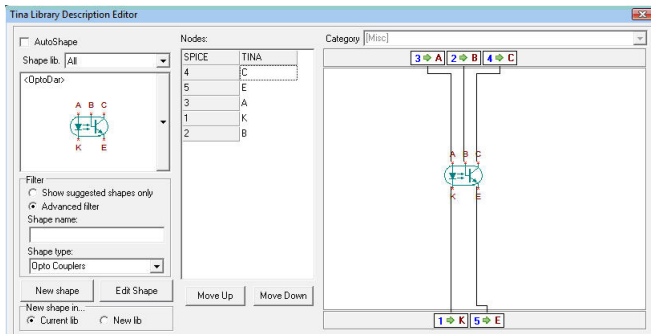 Tina Library Description Editor
AutoShape
Shape lib. All
<OptoDar>
A B C
K E
Filter
Show suggested shapes only
Advanced filter
Shape name:
Shape type:
Opto Couplers
New shape Edit Shape
New shape in...
Current lib New lib
Nodes:
SPICE TINA
4 C
5 E
3 A
1 K
2 B
Move Up Move Down
Category [Misc]
3 A 2 B 4 C
A B C
K E
1 K 5 E